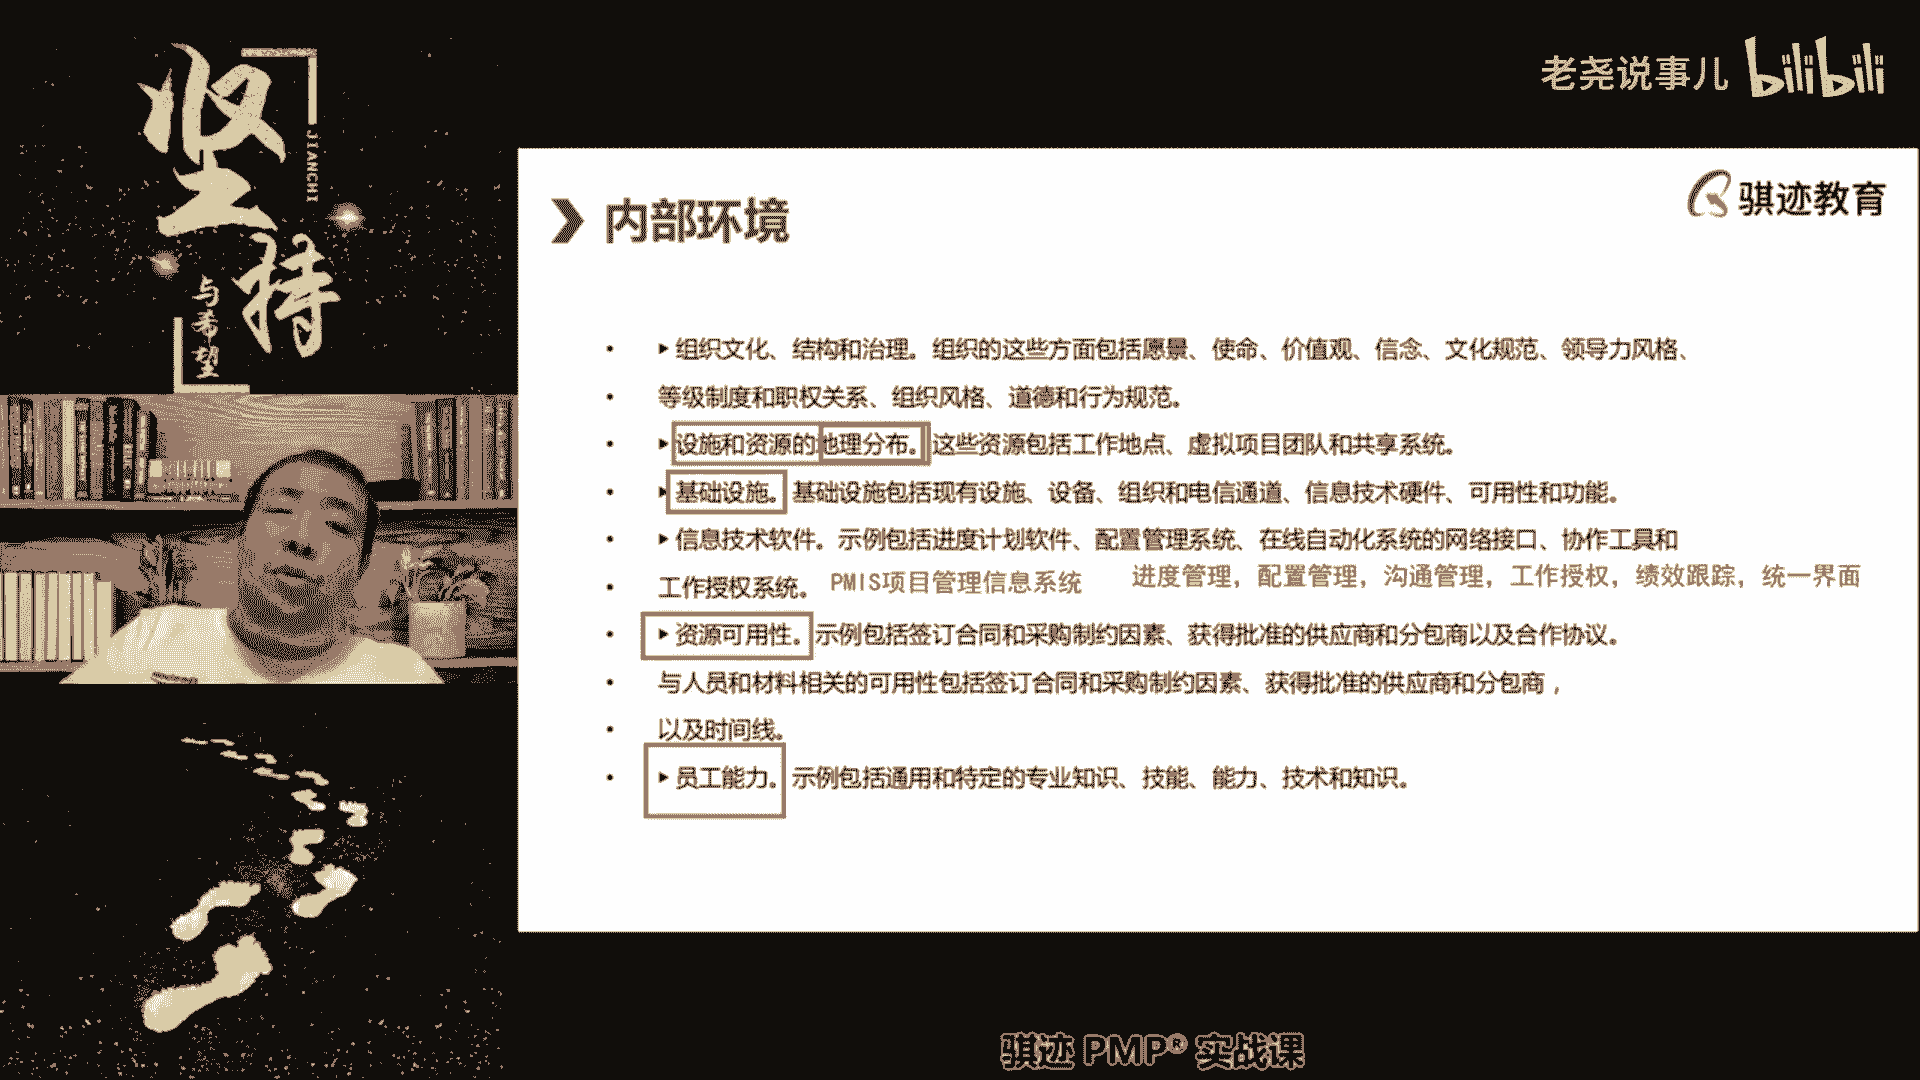 坚持
JIANCHI
与希望
老尧说事儿 bilibili
骐迹教育
内部环境
• ▶组织文化、结构和治理。组织的这些方面包括愿景、使命、价值观、信念、文化规范、领导力风格、
• 等级制度和职权关系、组织风格、道德和行为规范。
• ▶设施和资源的地理分布。这些资源包括工作地点、虚拟项目团队和共享系统。
• ▶基础设施。基础设施包括现有设施、设备、组织和电信通道、信息技术硬件、可用性和功能。
• ▶信息技术软件。示例包括进度计划软件、配置管理系统、在线自动化系统的网络接口、协作工具和
• 工作授权系统。 PMIS项目管理信息系统 进度管理，配置管理，沟通管理，工作授权，绩效跟踪，统一界面
• ▶资源可用性。示例包括签订合同和采购制约因素、获得批准的供应商和分包商以及合作协议。
• 与人员和材料相关的可用性包括签订合同和采购制约因素、获得批准的供应商和分包商，
• 以及时间线。
• ▶员工能力。示例包括通用和特定的专业知识、技能、能力、技术和知识。
骐迹 PMP® 实战课